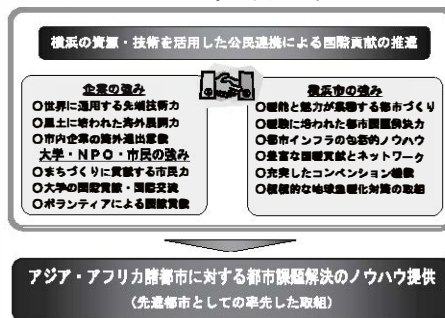 横浜の資源・技術を活用した公民連携による国際貢献の推進
企業の強み
○世界に通用する先端技術力
○風土に培われた海外展開力
○市内企業の海外進出意欲
大学・NPO・市民の強み
○まちづくりに貢献する市民力
○大学の国際貢献・国際交流
○ボランティアによる国際貢献
横浜市の強み
○機能と魅力が集積する都市づくり
○経験に培われた都市課題解決力
○都市インフラの包括的ノウハウ
○豊富な国際貢献とネットワーク
○充実したコンベンション機能
○積極的な地球温暖化対策の取組
アジア・アフリカ諸都市に対する都市課題解決のノウハウ提供
（先進都市としての率先した取組）